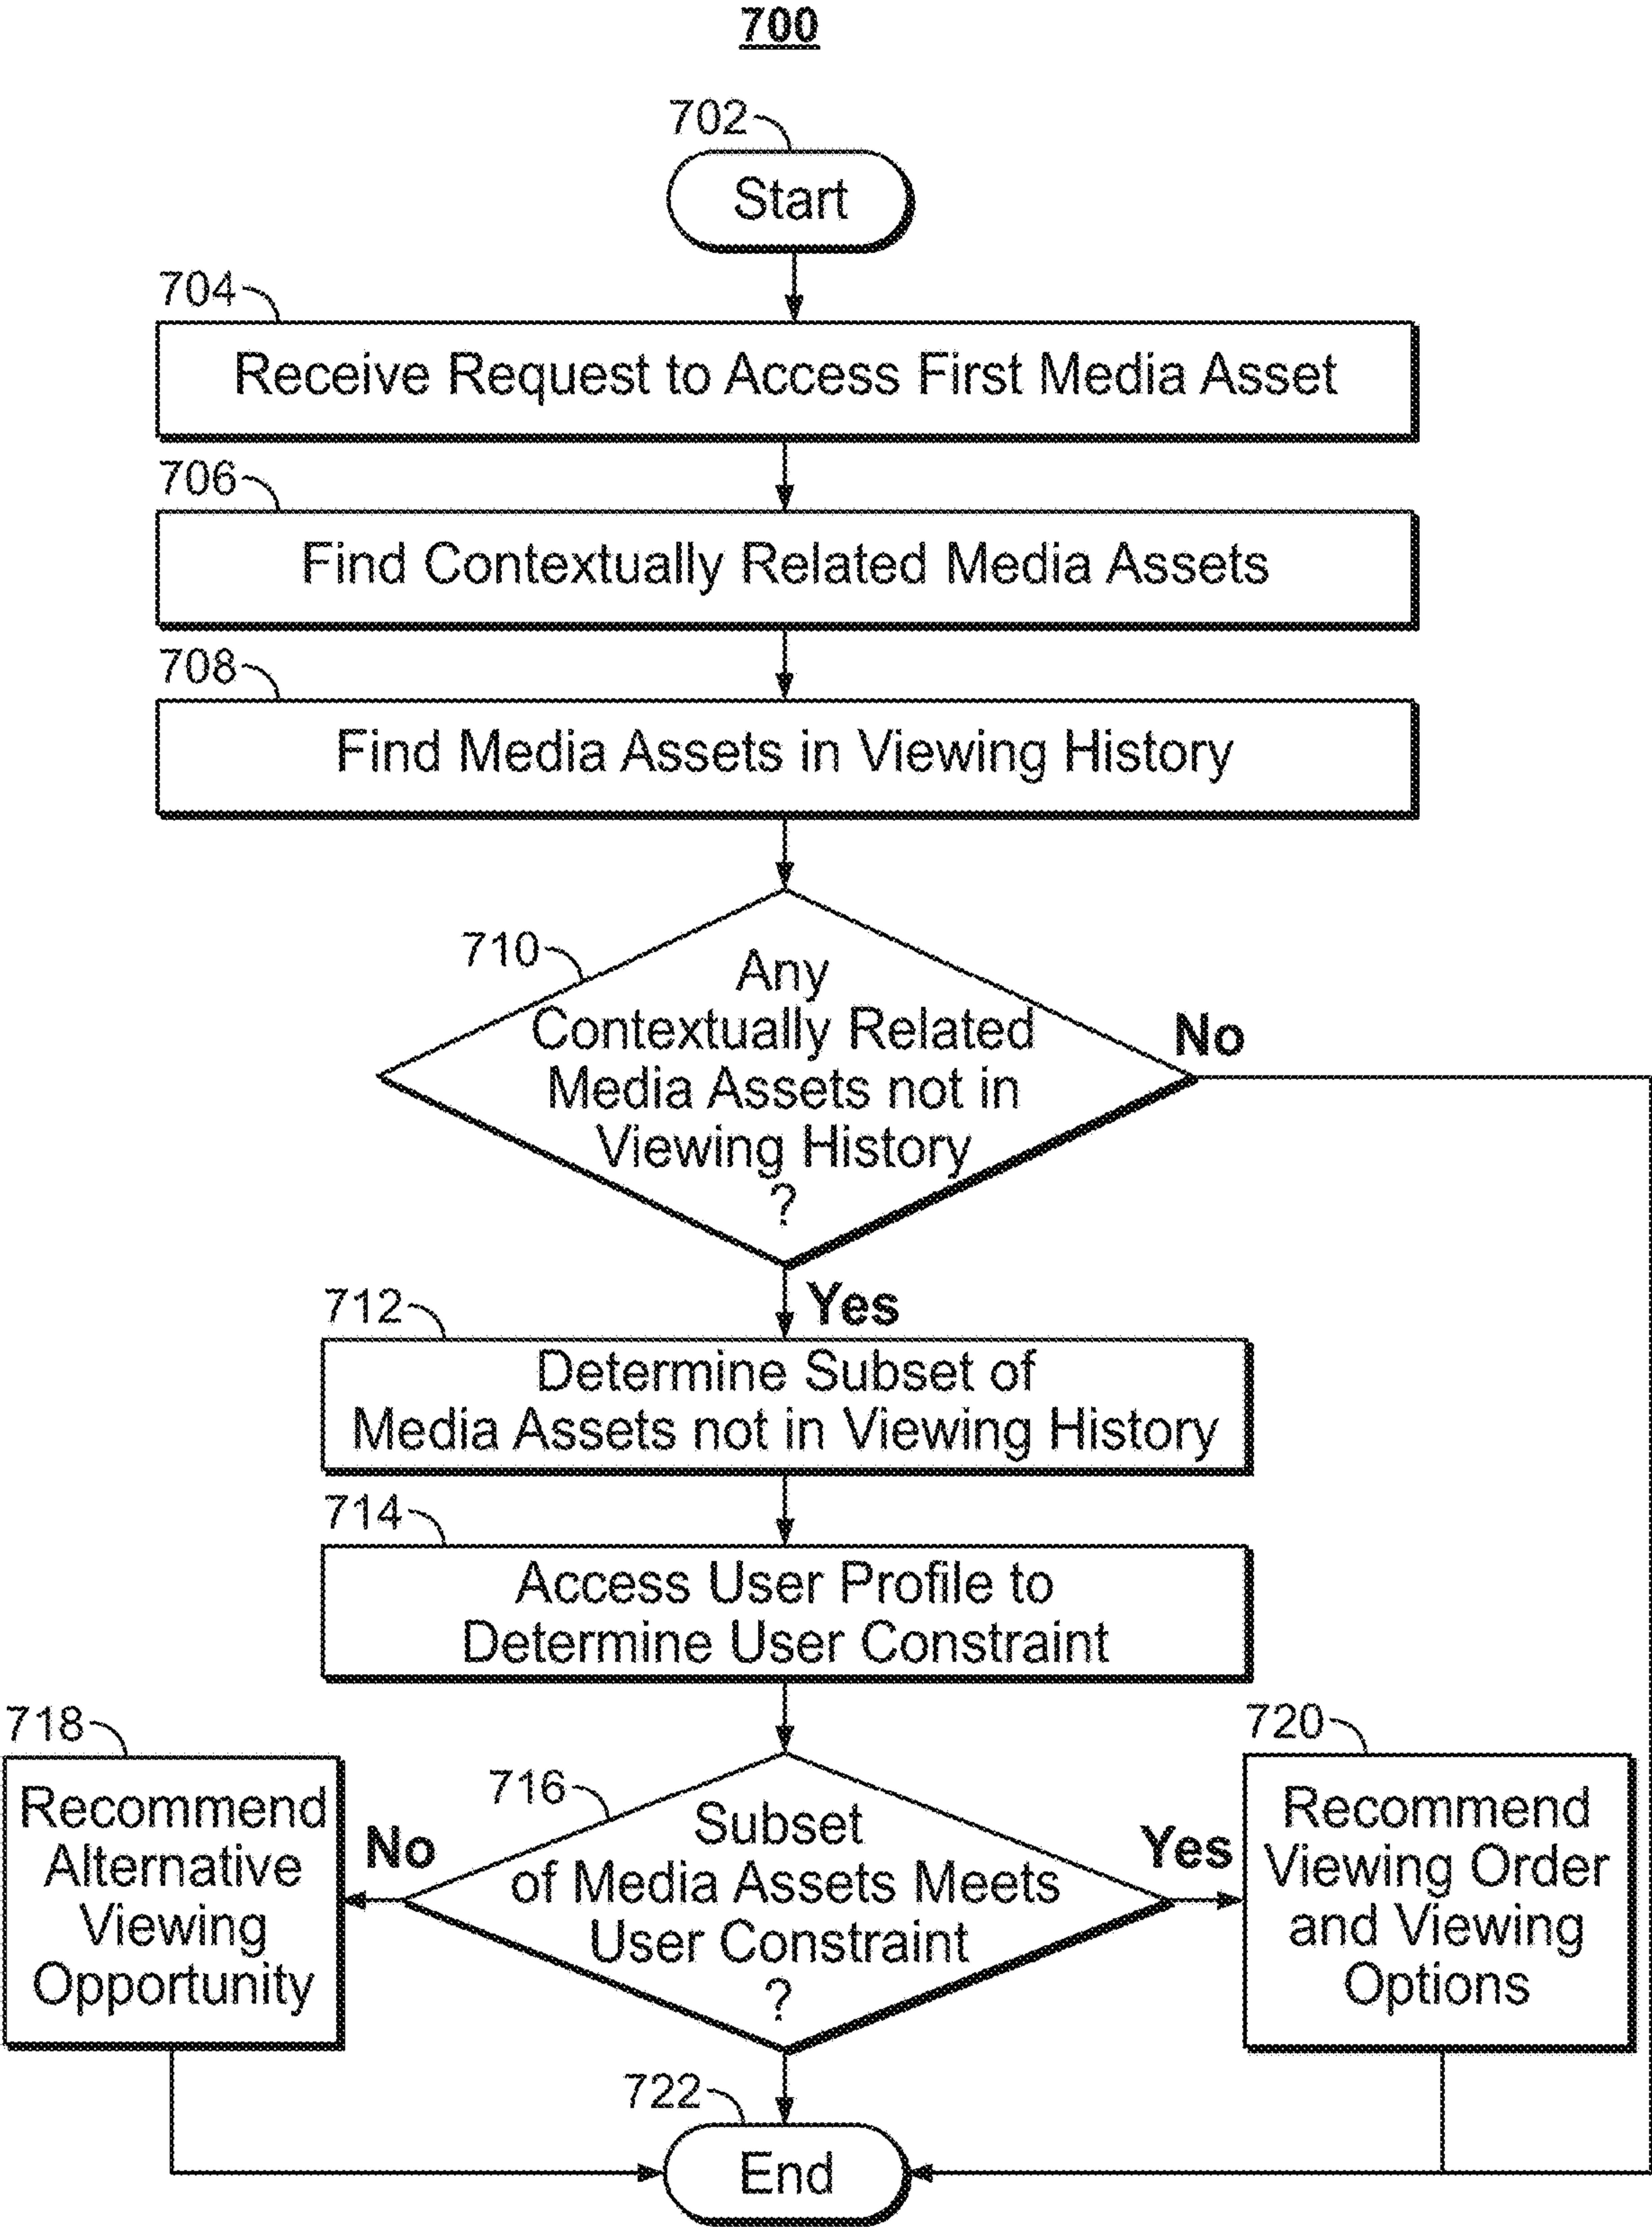 700
702
Start
704
Receive Request to Access First Media Asset
706
Find Contextually Related Media Assets
708
Find Media Assets in Viewing History
710
Any
Contextually Related
Media Assets not in
Viewing History
?
No
Yes
712
Determine Subset of
Media Assets not in Viewing History
714
Access User Profile to
Determine User Constraint
716
Subset
of Media Assets Meets
User Constraint
?
No
Yes
718
Recommend
Alternative
Viewing
Opportunity
720
Recommend
Viewing Order
and Viewing
Options
722
End